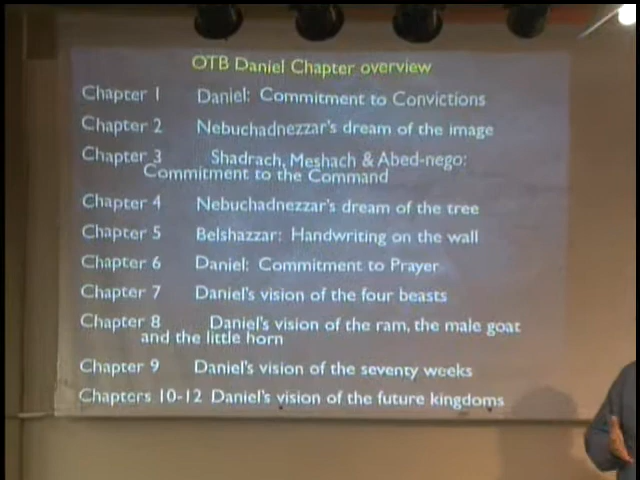 OTB Daniel Chapter overview
Chapter 1 Daniel: Commitment to Convictions
Chapter 2 Nebuchadnezzar's dream of the image
Chapter 3 Shadrach, Meshach & Abed-nego:
Commitment to the Command
Chapter 4 Nebuchadnezzar's dream of the tree
Chapter 5 Belshazzar: Handwriting on the wall
Chapter 6 Daniel: Commitment to Prayer
Chapter 7 Daniel's vision of the four beasts
Chapter 8 Daniel's vision of the ram, the male goat
and the little horn
Chapter 9 Daniel's vision of the seventy weeks
Chapters 10-12 Daniel's vision of the future kingdoms